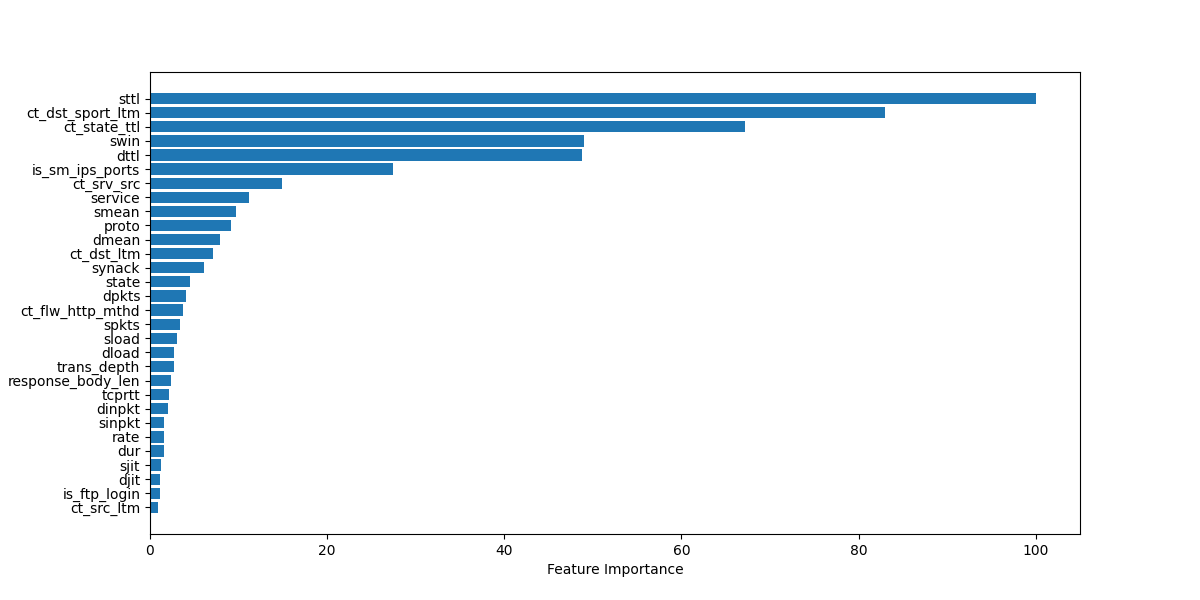 sttl
ct_dst_sport_ltm
ct_state_ttl
swin
dttl
is_sm_ips_ports
ct_srv_src
service
smean
proto
dmean
ct_dst_ltm
synack
state
dpkts
ct_flw_http_mthd
spkts
sload
dload
trans_depth
response_body_len
tcprtt
dinpkt
sinpkt
rate
dur
sjit
djit
is_ftp_login
ct_src_ltm
0 20 40 60 80 100
Feature Importance